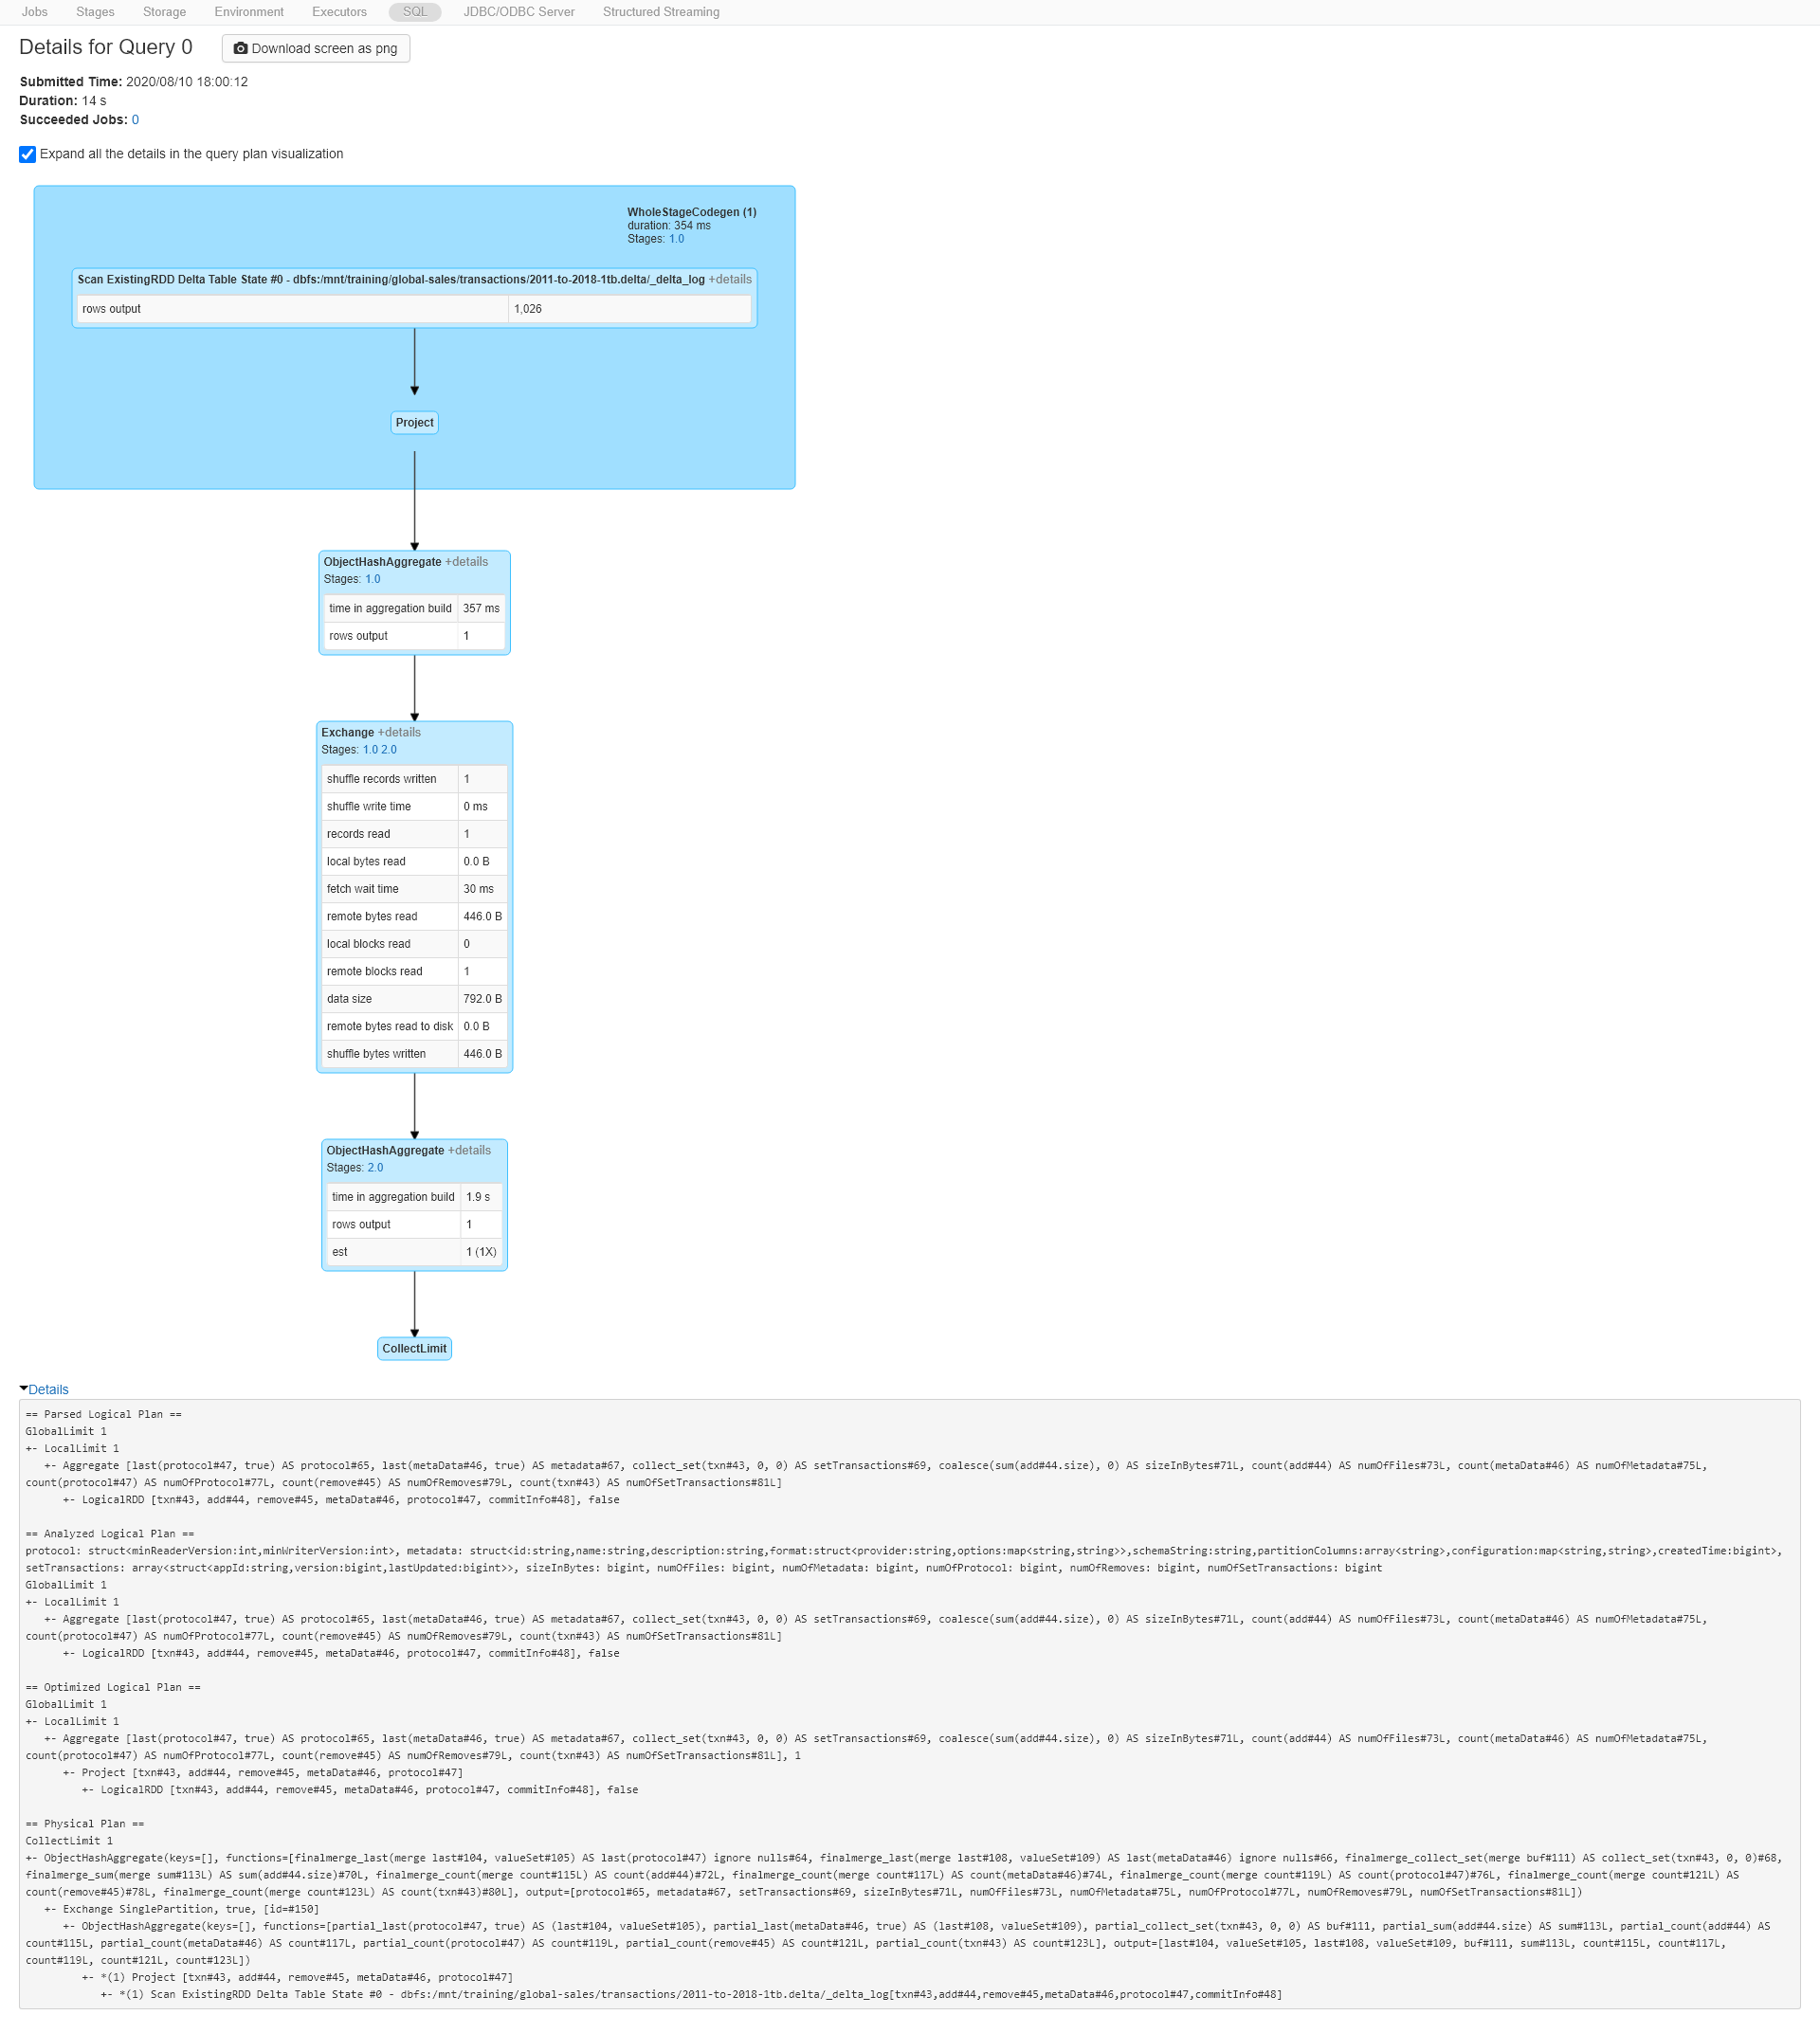 Jobs Stages Storage Environment Executors SQL JDBC/ODBC Server Structured Streaming
Details for Query 0 Download screen as png
Submitted Time: 2020/08/10 18:00:12
Duration: 14 s
Succeeded Jobs: 0
Expand all the details in the query plan visualization
WholeStageCodegen (1)
duration: 354 ms
Stages: 1.0
Scan ExistingRDD Delta Table State #0 - dbfs:/mnt/training/global-sales/transactions/2011-to-2018-1tb.delta/_delta_log +details
rows output 1,026
Project
ObjectHashAggregate +details
Stages: 1.0
time in aggregation build 357 ms
rows output 1
Exchange +details
Stages: 1.0 2.0
shuffle records written 1
shuffle write time 0 ms
records read 1
local bytes read 0.0 B
fetch wait time 30 ms
remote bytes read 446.0 B
local blocks read 0
remote blocks read 1
data size 792.0 B
remote bytes read to disk 0.0 B
shuffle bytes written 446.0 B
ObjectHashAggregate +details
Stages: 2.0
time in aggregation build 1.9 s
rows output 1
est 1 (1X)
CollectLimit
Details
== Parsed Logical Plan ==
GlobalLimit 1
+- LocalLimit 1
+- Aggregate [last(protocol#47, true) AS protocol#65, last(metaData#46, true) AS metadata#67, collect_set(txn#43, 0, 0) AS setTransactions#69, coalesce(sum(add#44.size), 0) AS sizeInBytes#71L, count(add#44) AS numOfFiles#73L, count(metaData#46) AS numOfMetadata#75L,
count(protocol#47) AS numOfProtocol#77L, count(remove#45) AS numOfRemoves#79L, count(txn#43) AS numOfSetTransactions#81L]
+- LogicalRDD [txn#43, add#44, remove#45, metaData#46, protocol#47, commitInfo#48], false
== Analyzed Logical Plan ==
protocol: struct<minReaderVersion:int,minWriterVersion:int>, metadata: struct<id:string,name:string,description:string,format:struct<provider:string,options:map<string,string>>,schemaString:string,partitionColumns:array<string>,configuration:map<string,string>,createdTime:bigint>,
setTransactions: array<struct<appId:string,version:bigint,lastUpdated:bigint>>, sizeInBytes: bigint, numOfFiles: bigint, numOfMetadata: bigint, numOfProtocol: bigint, numOfRemoves: bigint, numOfSetTransactions: bigint
GlobalLimit 1
+- LocalLimit 1
+- Aggregate [last(protocol#47, true) AS protocol#65, last(metaData#46, true) AS metadata#67, collect_set(txn#43, 0, 0) AS setTransactions#69, coalesce(sum(add#44.size), 0) AS sizeInBytes#71L, count(add#44) AS numOfFiles#73L, count(metaData#46) AS numOfMetadata#75L,
count(protocol#47) AS numOfProtocol#77L, count(remove#45) AS numOfRemoves#79L, count(txn#43) AS numOfSetTransactions#81L]
+- LogicalRDD [txn#43, add#44, remove#45, metaData#46, protocol#47, commitInfo#48], false
== Optimized Logical Plan ==
GlobalLimit 1
+- LocalLimit 1
+- Aggregate [last(protocol#47, true) AS protocol#65, last(metaData#46, true) AS metadata#67, collect_set(txn#43, 0, 0) AS setTransactions#69, coalesce(sum(add#44.size), 0) AS sizeInBytes#71L, count(add#44) AS numOfFiles#73L, count(metaData#46) AS numOfMetadata#75L,
count(protocol#47) AS numOfProtocol#77L, count(remove#45) AS numOfRemoves#79L, count(txn#43) AS numOfSetTransactions#81L], 1
+- Project [txn#43, add#44, remove#45, metaData#46, protocol#47]
+- LogicalRDD [txn#43, add#44, remove#45, metaData#46, protocol#47, commitInfo#48], false
== Physical Plan ==
CollectLimit 1
+- ObjectHashAggregate(keys=[], functions=[finalmerge_last(merge last#104, valueSet#105) AS last(protocol#47) ignore nulls#64, finalmerge_last(merge last#108, valueSet#109) AS last(metaData#46) ignore nulls#66, finalmerge_collect_set(merge buf#111) AS collect_set(txn#43, 0, 0)#68,
finalmerge_sum(merge sum#113L) AS sum(add#44.size)#70L, finalmerge_count(merge count#115L) AS count(add#44)#72L, finalmerge_count(merge count#117L) AS count(metaData#46)#74L, finalmerge_count(merge count#119L) AS count(protocol#47)#76L, finalmerge_count(merge count#121L) AS
count(remove#45)#78L, finalmerge_count(merge count#123L) AS count(txn#43)#80L], output=[protocol#65, metadata#67, setTransactions#69, sizeInBytes#71L, numOfFiles#73L, numOfMetadata#75L, numOfProtocol#77L, numOfRemoves#79L, numOfSetTransactions#81L])
+- Exchange SinglePartition, true, [id=#150]
+- ObjectHashAggregate(keys=[], functions=[partial_last(protocol#47, true) AS (last#104, valueSet#105), partial_last(metaData#46, true) AS (last#108, valueSet#109), partial_collect_set(txn#43, 0, 0) AS buf#111, partial_sum(add#44.size) AS sum#113L, partial_count(add#44) AS
count#115L, partial_count(metaData#46) AS count#117L, partial_count(protocol#47) AS count#119L, partial_count(remove#45) AS count#121L, partial_count(txn#43) AS count#123L], output=[last#104, valueSet#105, last#108, valueSet#109, buf#111, sum#113L, count#115L, count#117L,
count#119L, count#121L, count#123L])
+- *(1) Project [txn#43, add#44, remove#45, metaData#46, protocol#47]
+- *(1) Scan ExistingRDD Delta Table State #0 - dbfs:/mnt/training/global-sales/transactions/2011-to-2018-1tb.delta/_delta_log[txn#43,add#44,remove#45,metaData#46,protocol#47,commitInfo#48]